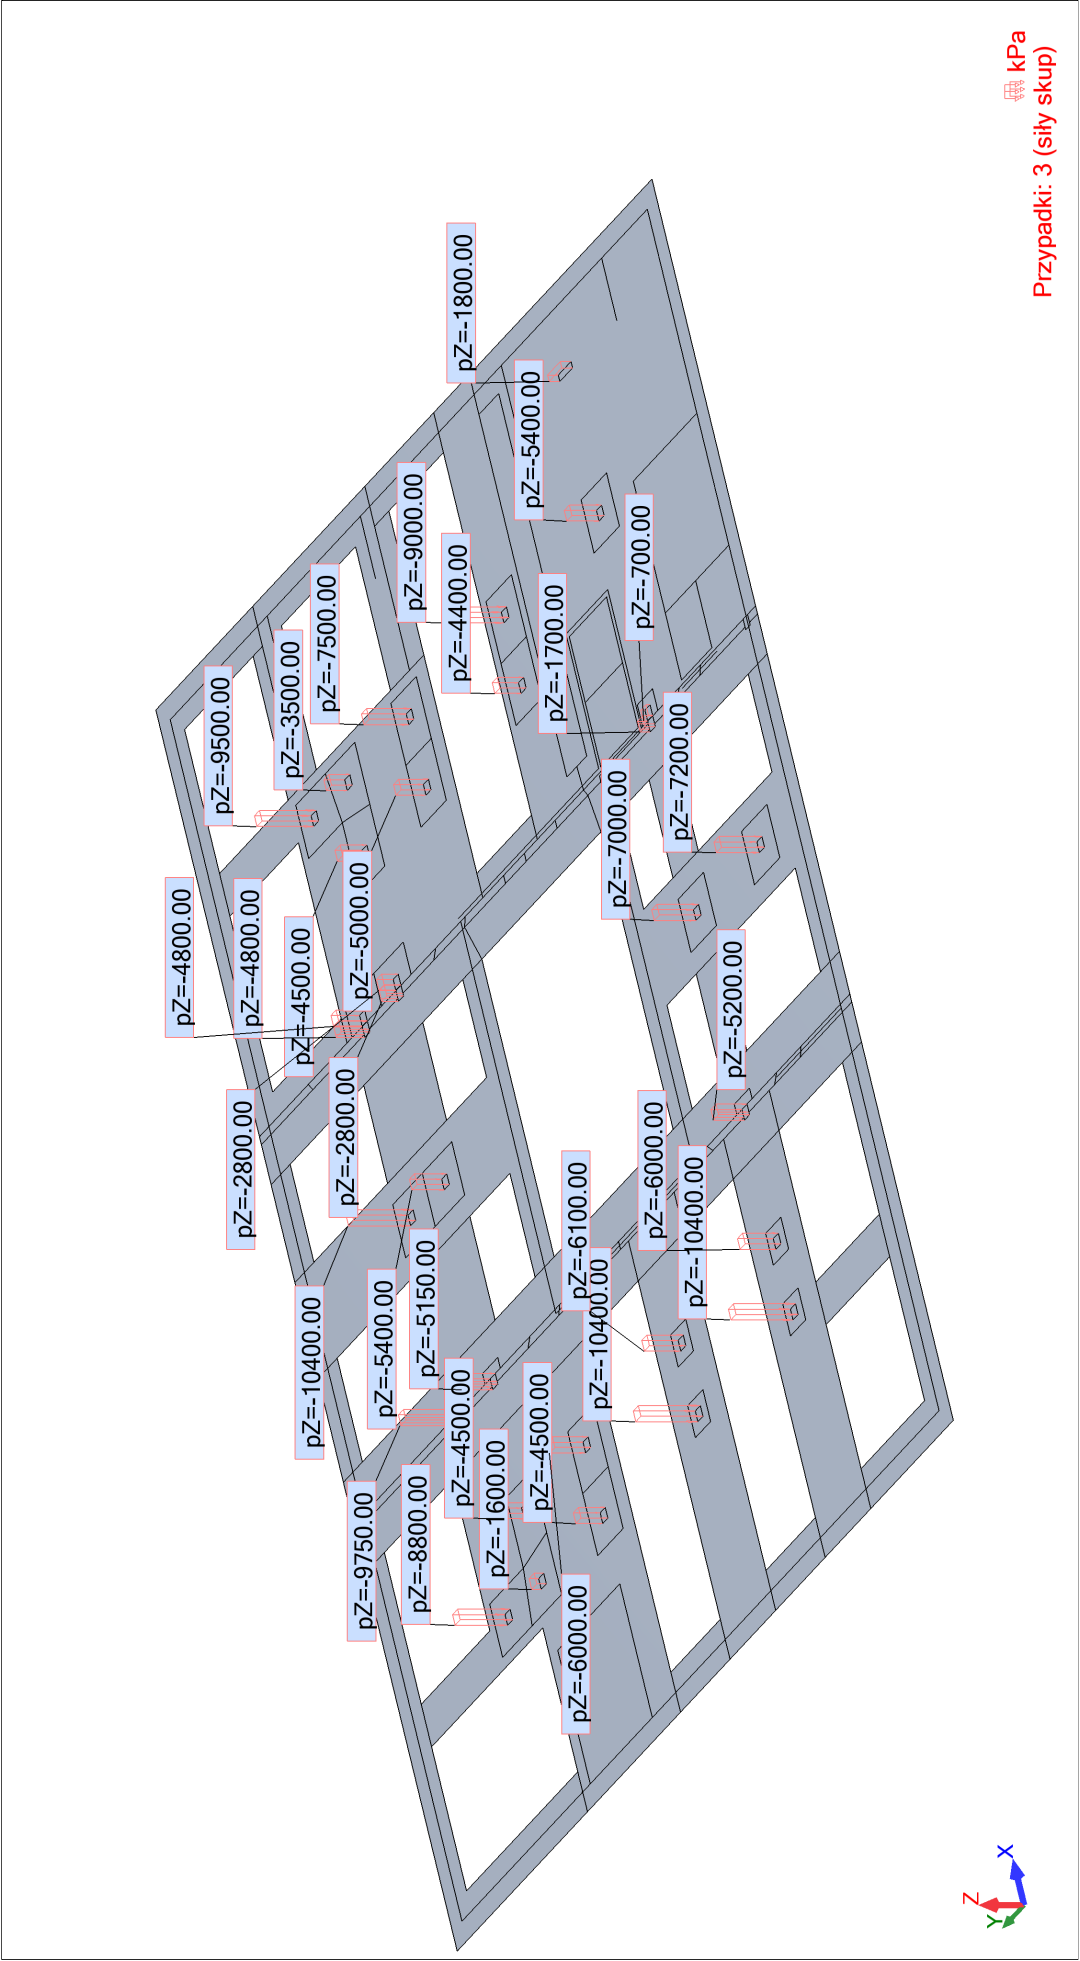 kPa
Przypadki: 3 (siły skup)
pZ=-1800.00
pZ=-5400.00
pZ=-9000.00
pZ=-4400.00
pZ=-700.00
pZ=-1700.00
pZ=-7500.00
pZ=-3500.00
pZ=-9500.00
pZ=-7200.00
pZ=-7000.00
pZ=-5000.00
pZ=-4800.00
pZ=-4800.00
pZ=-4500.00
pZ=-5200.00
pZ=-2800.00
pZ=-2800.00
pZ=-6000.00
pZ=-10400.00
pZ=-6100.00
pZ=-10400.00
pZ=-5150.00
pZ=-5400.00
pZ=-10400.00
pZ=-4500.00
pZ=-4500.00
pZ=-1600.00
pZ=-8800.00
pZ=-9750.00
pZ=-6000.00
X
Z
Y